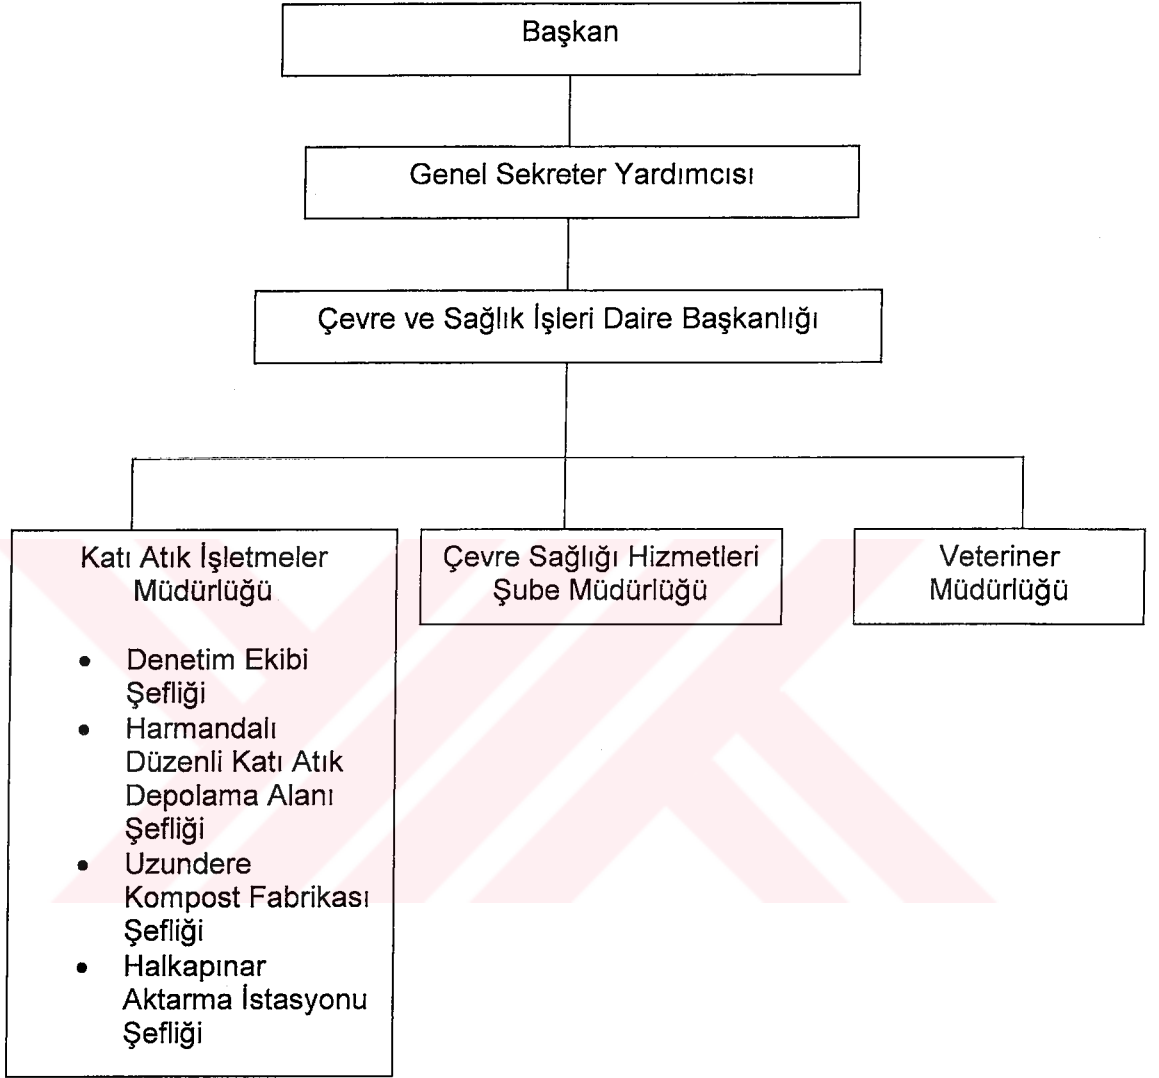 Başkan
Genel Sekreter Yardımcısı
Çevre ve Sağlık İşleri Daire Başkanlığı
Katı Atık İşletmeler
Müdürlüğü
• Denetim Ekibi
Şefliği
• Harmandalı
Düzenli Katı Atık
Depolama Alanı
Şefliği
• Uzundere
Kompost Fabrikası
Şefliği
• Halkapınar
Aktarma İstasyonu
Şefliği
Çevre Sağlığı Hizmetleri
Şube Müdürlüğü
Veteriner
Müdürlüğü